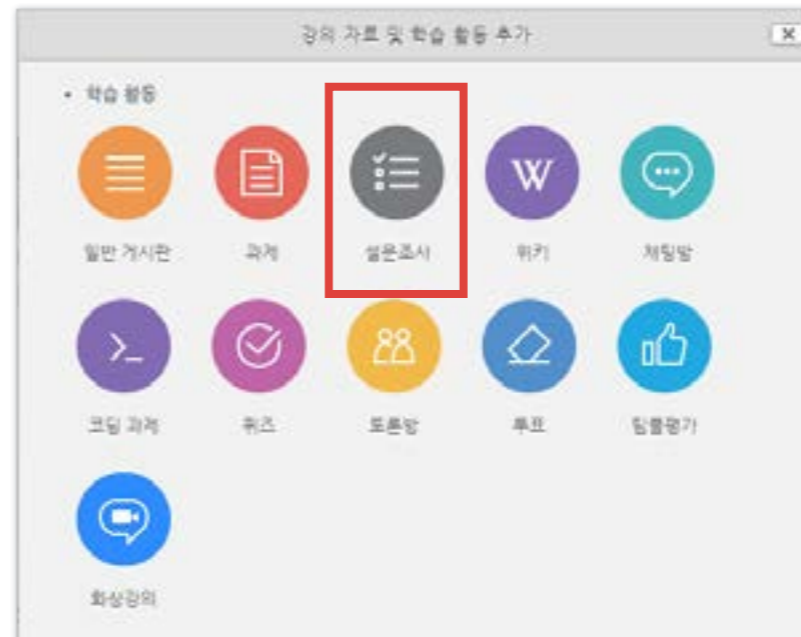 강의 자료 및 학습 활동 추가
학습 활동
일반 게시판
과제
설문조사
위키
채팅방
코딩 과제
퀴즈
토론방
투표
팀플평가
화상강의